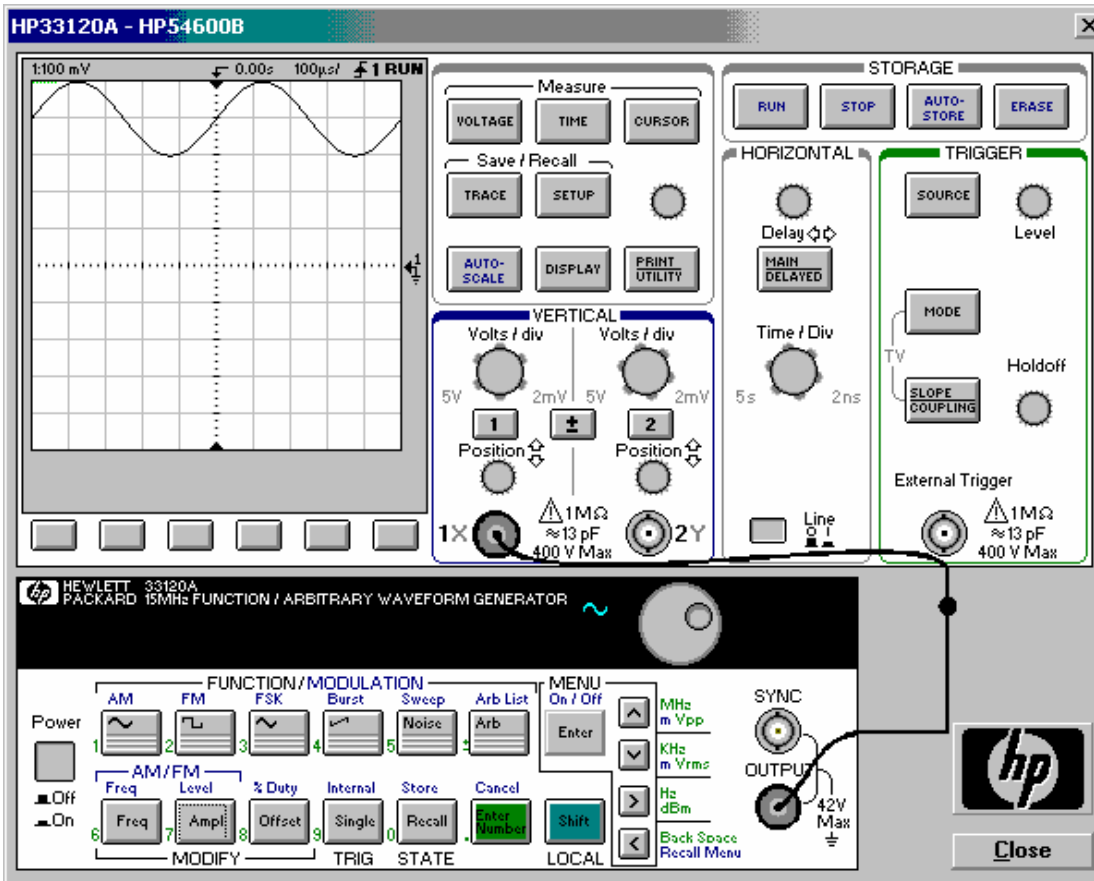 HP33120A - HP54600B
1:100 mV 0.00s 100µs/ 1 RUN
1
Measure
VOLTAGE TIME CURSOR
Save / Recall
TRACE SETUP
AUTO-SCALE DISPLAY PRINT UTILITY
STORAGE
RUN STOP AUTO-STORE ERASE
HORIZONTAL
Delay
MAIN DELAYED
Time / Div
5s 2ns
Line
O I
TRIGGER
SOURCE
Level
MODE
TV
SLOPE COUPLING
Holdoff
External Trigger
1MΩ
≈13 pF
400 V Max
VERTICAL
Volts / div Volts / div
5V 2mV 5V 2mV
1 ± 2
Position Position
1X 1MΩ 2Y
≈13 pF
400 V Max
hp HEWLETT 33120A
PACKARD 15MHz FUNCTION / ARBITRARY WAVEFORM GENERATOR
FUNCTION/MODULATION MENU
AM FM FSK Burst Sweep Arb List On / Off
Power
Noise Arb Enter
1 2 3 4 5 ±
AM/FM
Freq Level % Duty Internal Store Cancel
Off
On
Freq Ampl Offset Single Recall Enter Number Shift
6 7 8 9 0 .
MODIFY TRIG STATE LOCAL
MHz
m Vpp
KHz
m Vrms
Hz
dBm
Back Space
Recall Menu
SYNC
OUTPUT
42V
Max
hp
Close